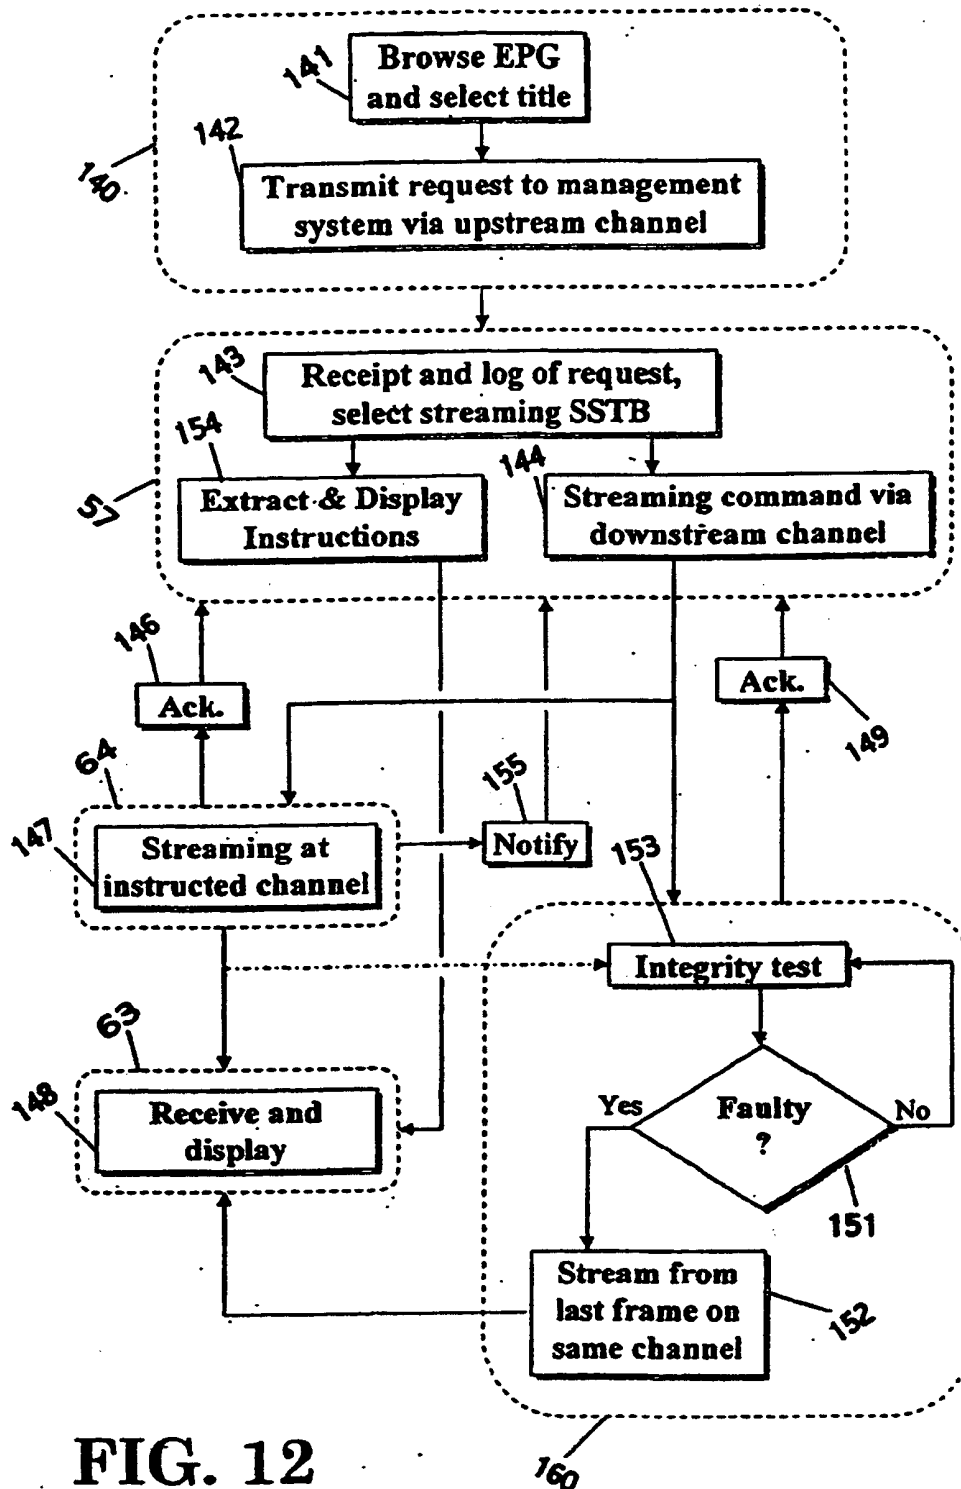 141
Browse EPG
and select title
142
140
Transmit request to management
system via upstream channel
143
Receipt and log of request,
select streaming SSTB
154
144
57
Extract & Display
Instructions
Streaming command via
downstream channel
146
Ack.
Ack.
149
64
155
147
Streaming at
instructed channel
Notify
153
Integrity test
63
148
Receive and
display
Yes
Faulty
?
No
151
Stream from
last frame on
same channel
152
FIG. 12
160